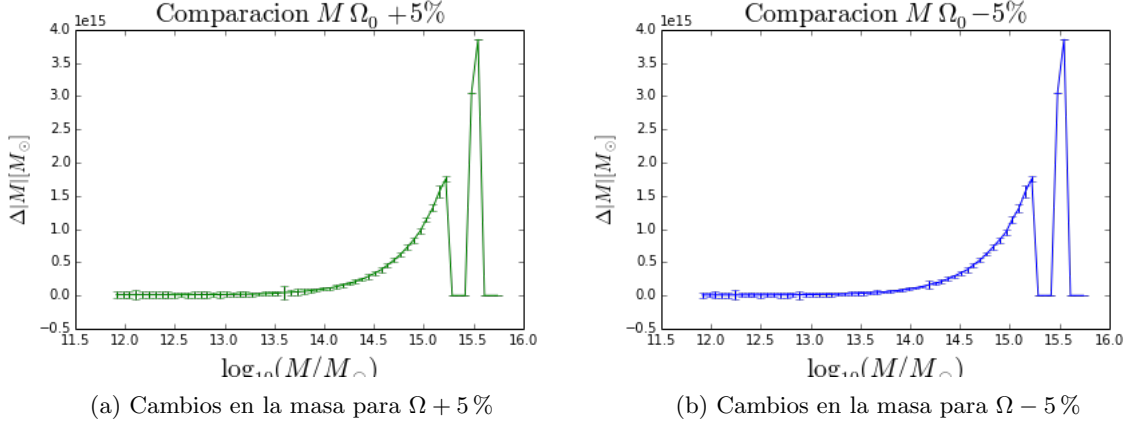 Comparacion M Ω₀ +5%
1e15
4.0
3.5
3.0
2.5
2.0
1.5
1.0
0.5
0.0
−0.5
Δ|M|[M⊙]
11.5 12.0 12.5 13.0 13.5 14.0 14.5 15.0 15.5 16.0
log₁₀(M/M⊙)
(a) Cambios en la masa para Ω + 5 %
Comparacion M Ω₀ −5%
1e15
4.0
3.5
3.0
2.5
2.0
1.5
1.0
0.5
0.0
−0.5
Δ|M|[M⊙]
11.5 12.0 12.5 13.0 13.5 14.0 14.5 15.0 15.5 16.0
log₁₀(M/M⊙)
(b) Cambios en la masa para Ω − 5 %